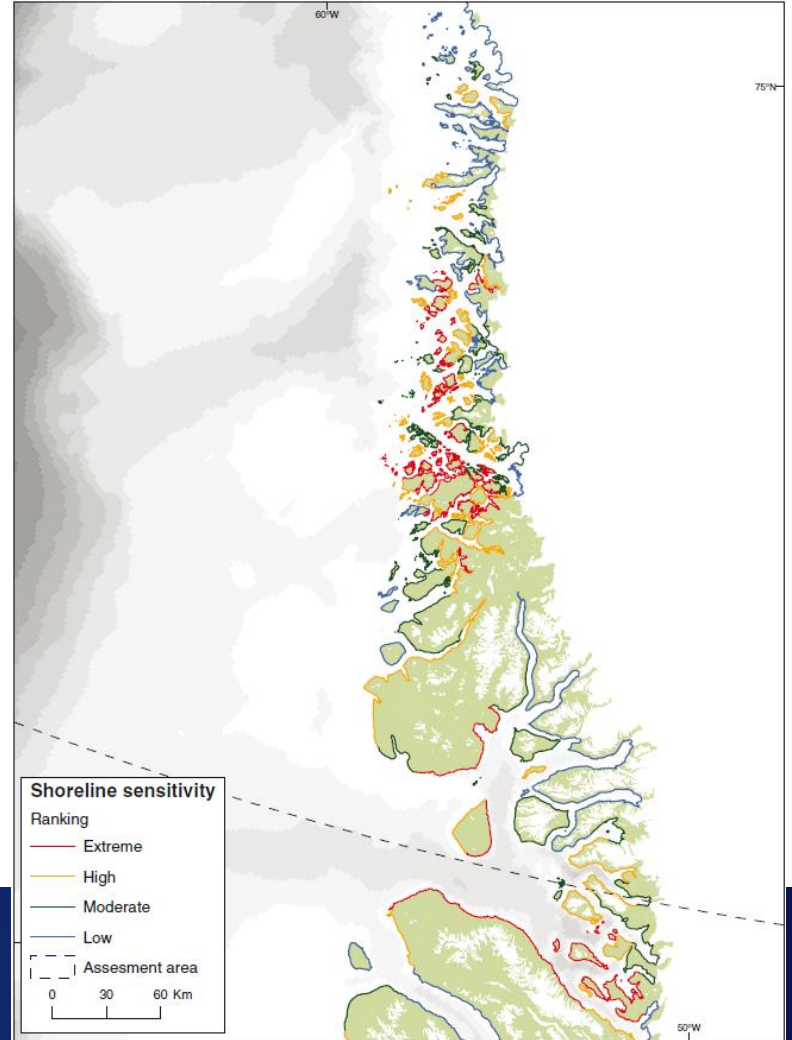 60°W
75°N
Shoreline sensitivity
Ranking
Extreme
High
Moderate
Low
Assesment area
0 30 60 Km
50°W